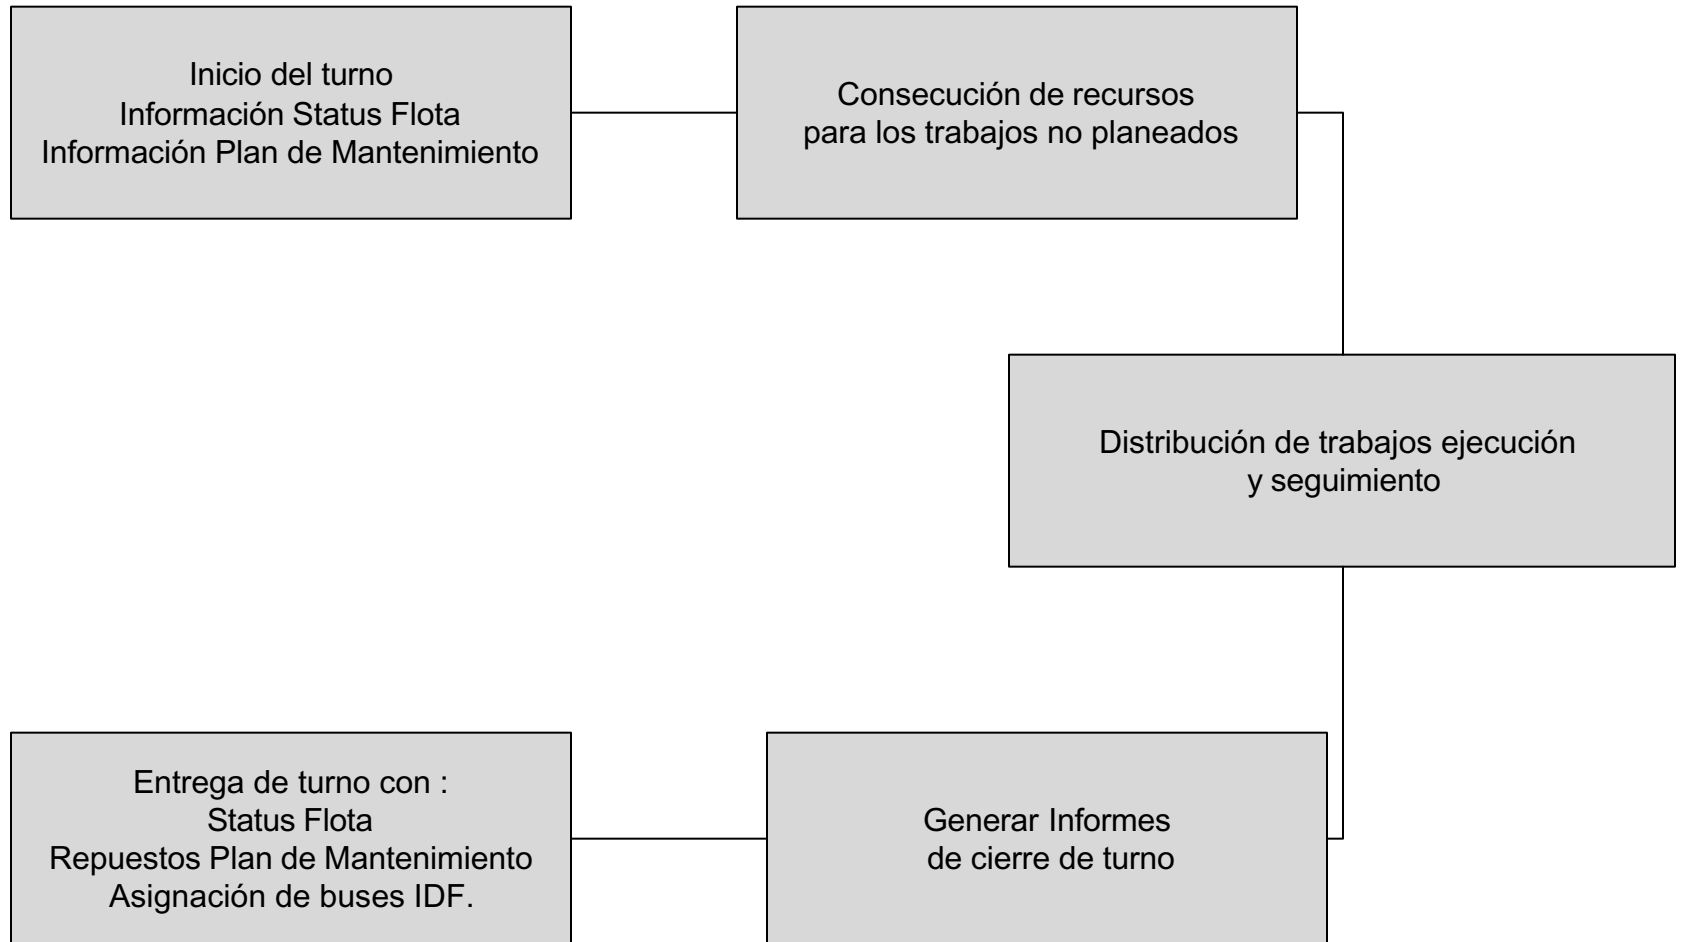 Inicio del turno
Información Status Flota
Información Plan de Mantenimiento
Consecución de recursos
para los trabajos no planeados
Distribución de trabajos ejecución
y seguimiento
Generar Informes
de cierre de turno
Entrega de turno con :
Status Flota
Repuestos Plan de Mantenimiento
Asignación de buses IDF.